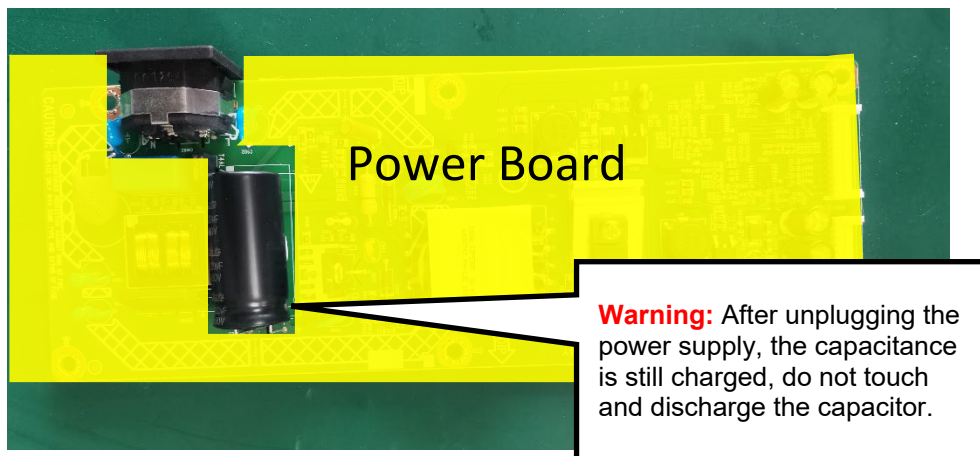 Power Board
Warning: After unplugging the
power supply, the capacitance
is still charged, do not touch
and discharge the capacitor.